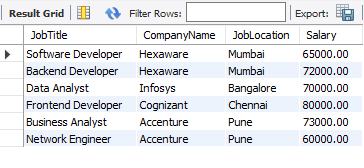 Result Grid Filter Rows: Export:
JobTitle CompanyName JobLocation Salary
Software Developer Hexaware Mumbai 65000.00
Backend Developer Hexaware Mumbai 72000.00
Data Analyst Infosys Bangalore 70000.00
Frontend Developer Cognizant Chennai 80000.00
Business Analyst Accenture Pune 73000.00
Network Engineer Accenture Pune 60000.00